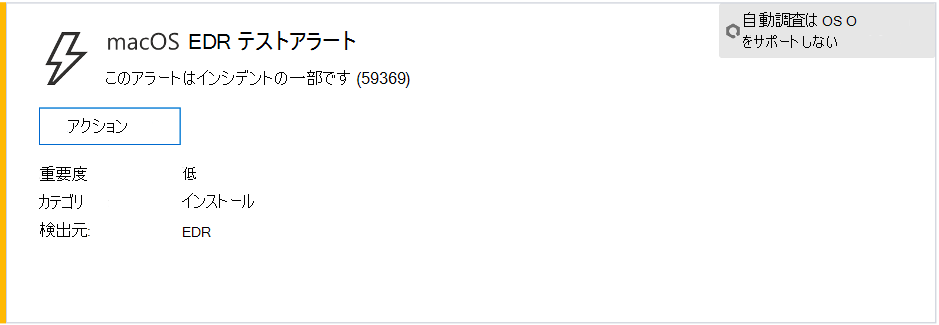 macOS EDR テストアラート
このアラートはインシデントの一部です (59369)
自動調査は OS O
をサポートしない
アクション
重要度 低
カテゴリ インストール
検出元: EDR